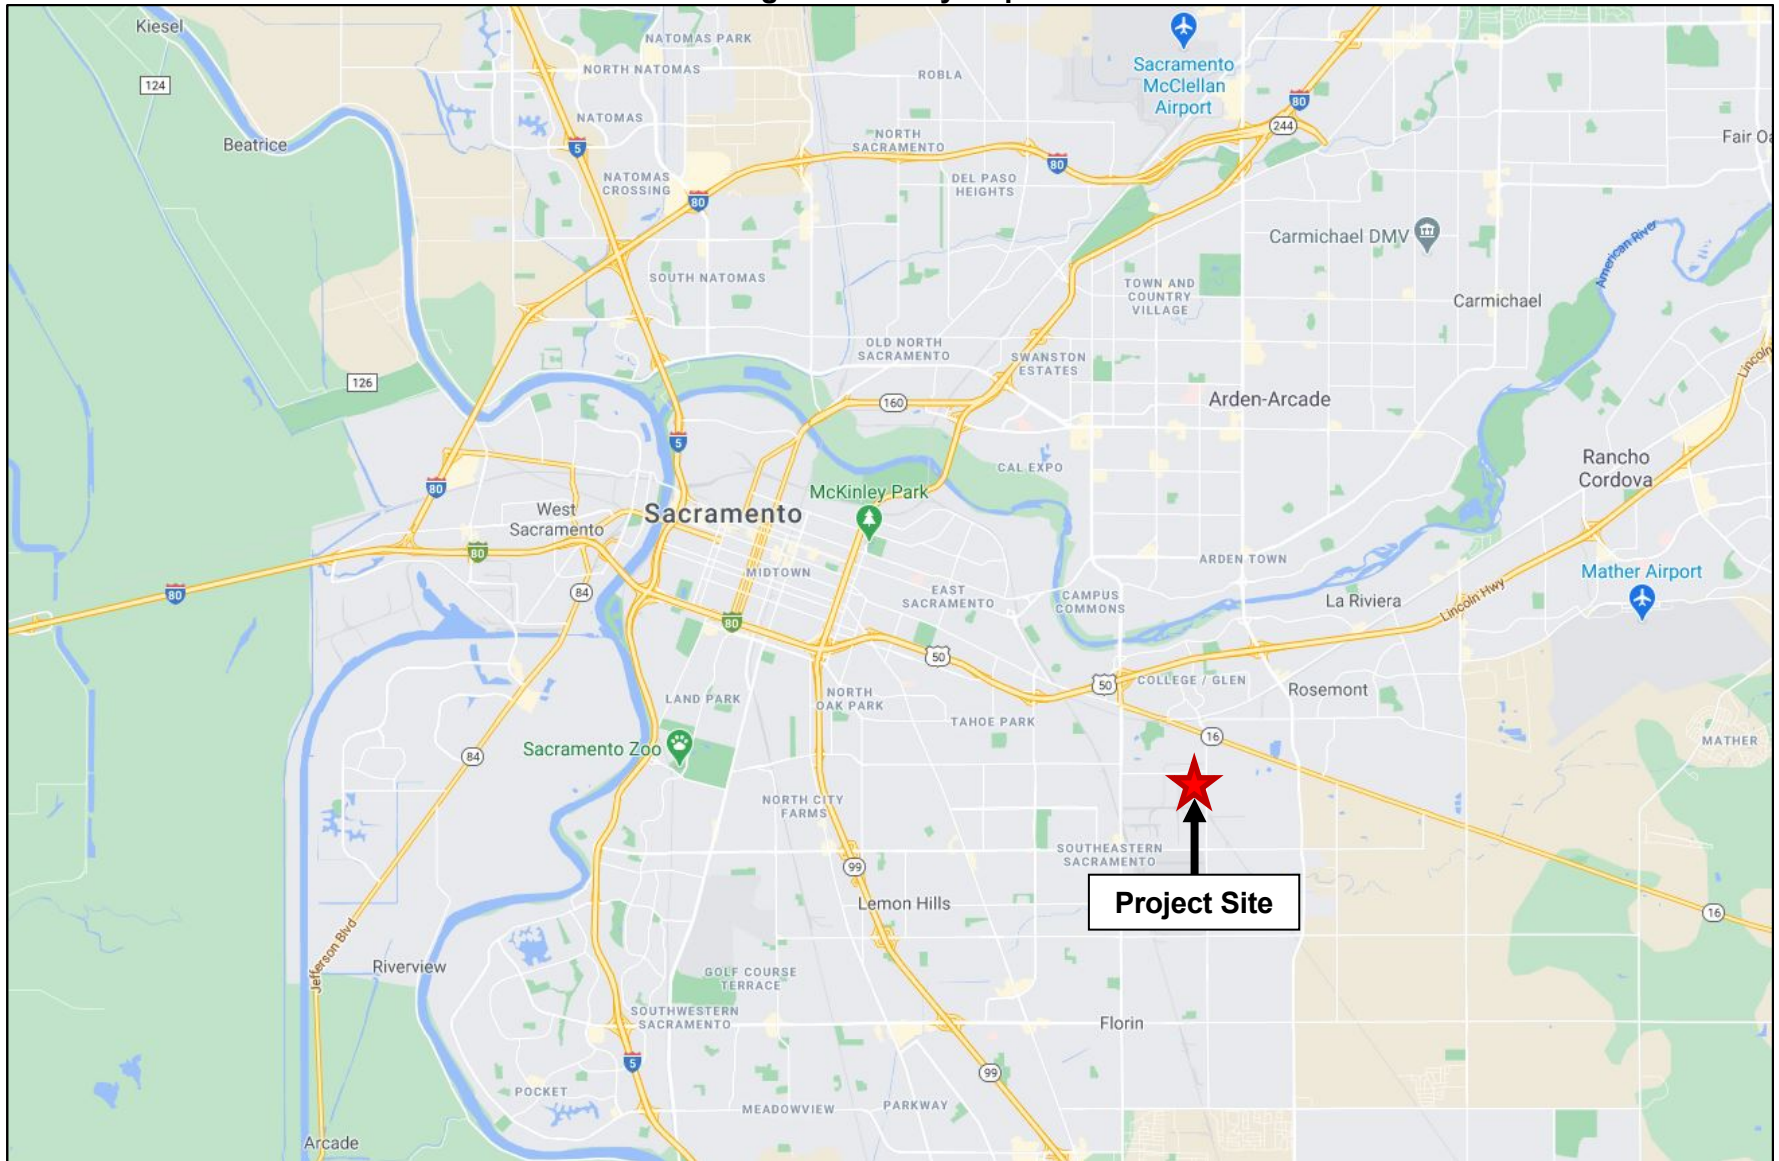 Kiesel
NATOMAS PARK
NORTH NATOMAS
ROBLA
Sacramento
McClellan
Airport
124
80
244
Beatrice
NATOMAS
5
NORTH
SACRAMENTO
Fair Oa
80
NATOMAS
CROSSING
DEL PASO
HEIGHTS
80
Carmichael DMV
American River
SOUTH NATOMAS
TOWN AND
COUNTRY
VILLAGE
Carmichael
OLD NORTH
SACRAMENTO
SWANSTON
ESTATES
Lincoln
126
160
Arden-Arcade
5
CAL EXPO
Rancho
Cordova
80
McKinley Park
West
Sacramento
Sacramento
80
MIDTOWN
ARDEN TOWN
Mather Airport
80
84
EAST
SACRAMENTO
CAMPUS
COMMONS
La Riviera
Lincoln Hwy
80
50
50
COLLEGE / GLEN
Rosemont
LAND PARK
NORTH
OAK PARK
TAHOE PARK
16
MATHER
Sacramento Zoo
84
NORTH CITY
FARMS
SOUTHEASTERN
SACRAMENTO
99
Project Site
Lemon Hills
16
Jefferson Blvd
Riverview
GOLF COURSE
TERRACE
SOUTHWESTERN
SACRAMENTO
Florin
5
99
POCKET
MEADOWVIEW
PARKWAY
Arcade